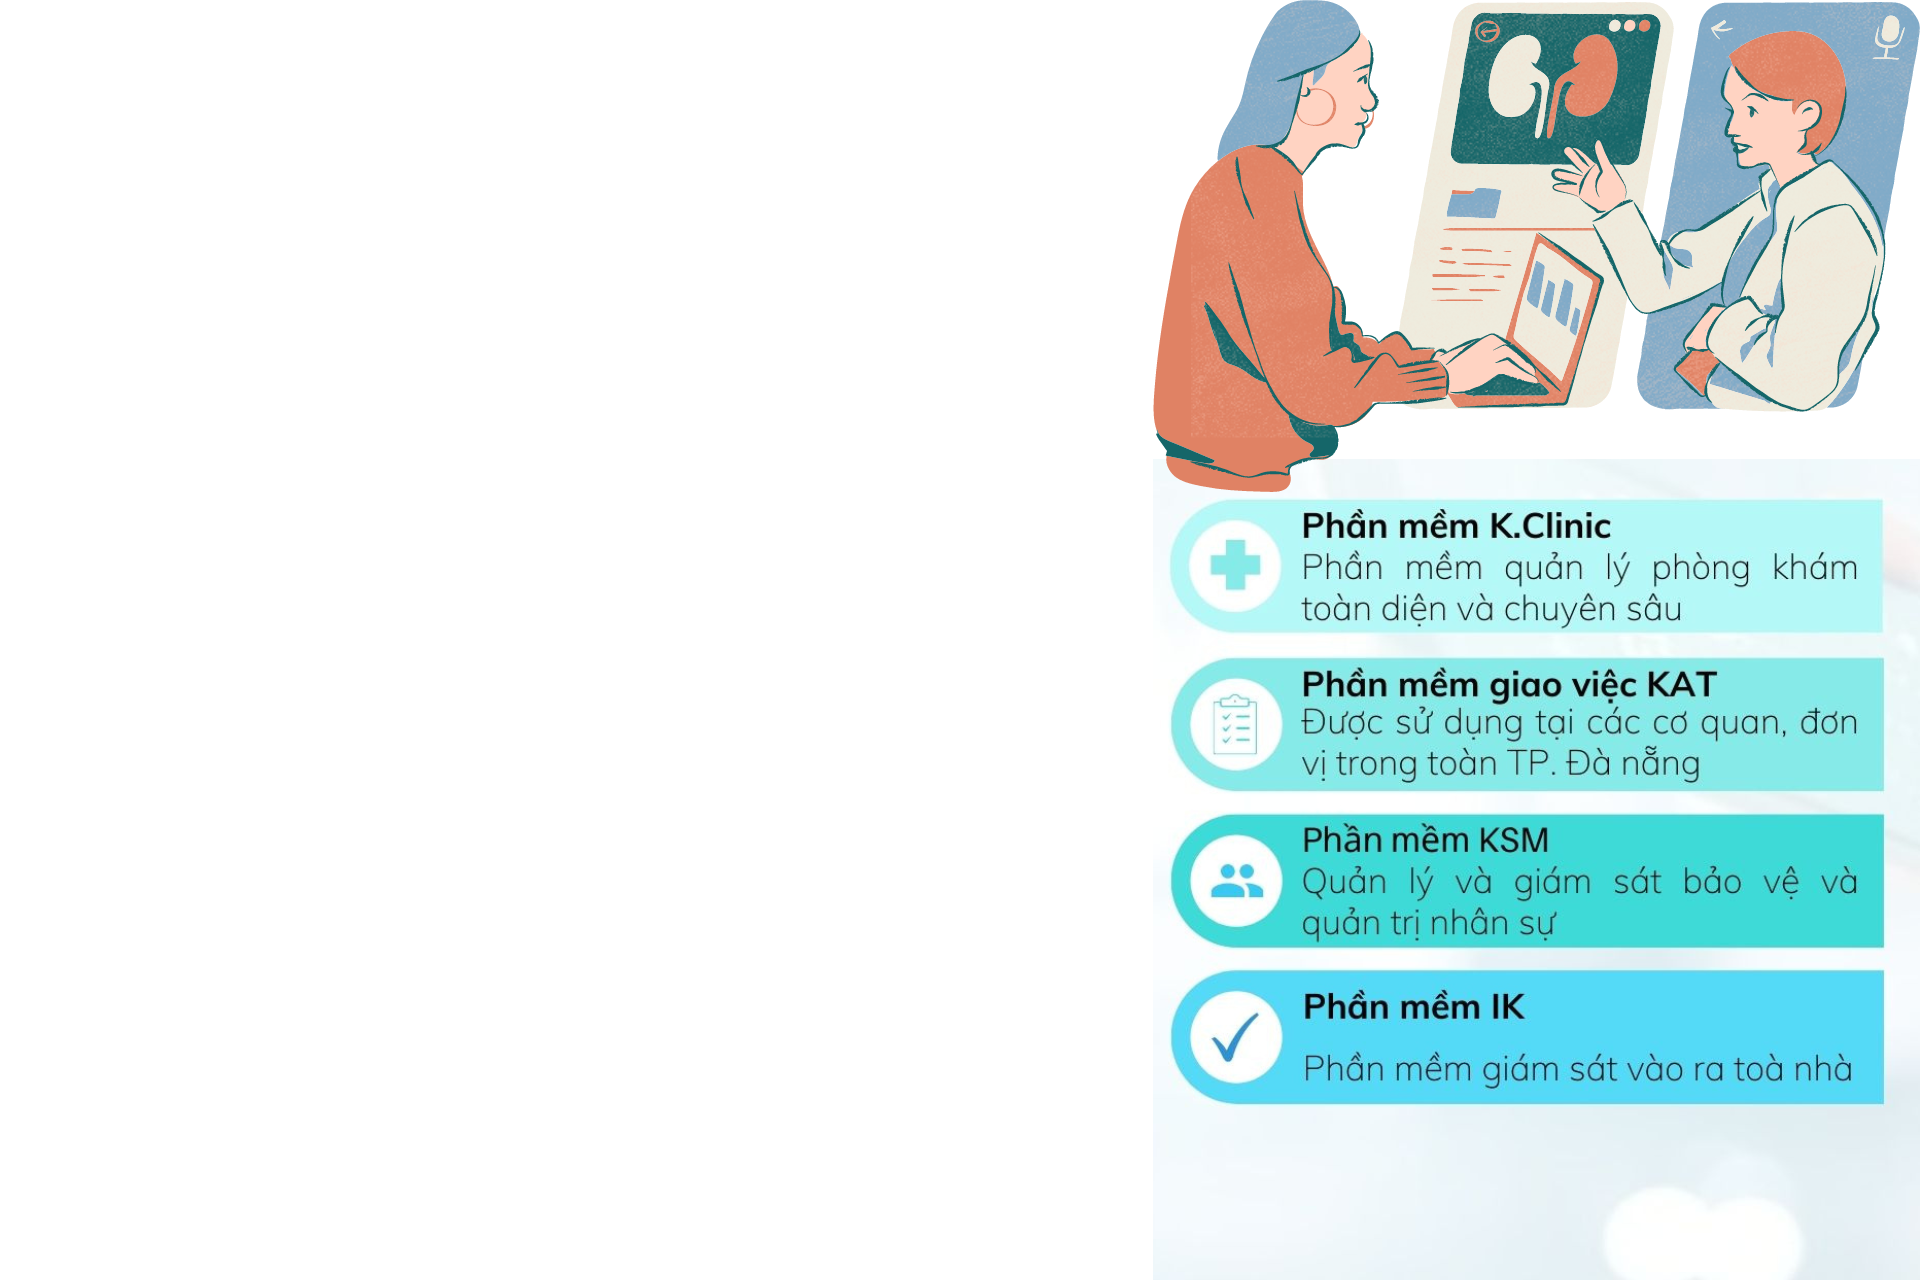 Phần mềm K.Clinic
Phần mềm quản lý phòng khám
toàn diện và chuyên sâu
Phần mềm giao việc KAT
Được sử dụng tại các cơ quan, đơn
vị trong toàn TP. Đà nẵng
Phần mềm KSM
Quản lý và giám sát bảo vệ và
quản trị nhân sự
Phần mềm IK
Phần mềm giám sát vào ra toà nhà